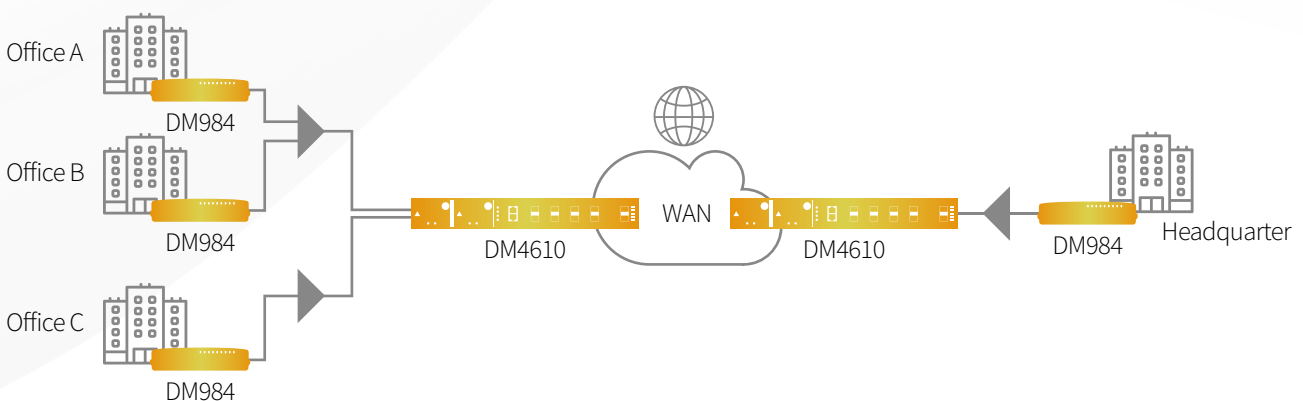 Office A
DM984
Office B
DM984
Office C
DM984
DM4610
WAN
DM4610
DM984
Headquarter